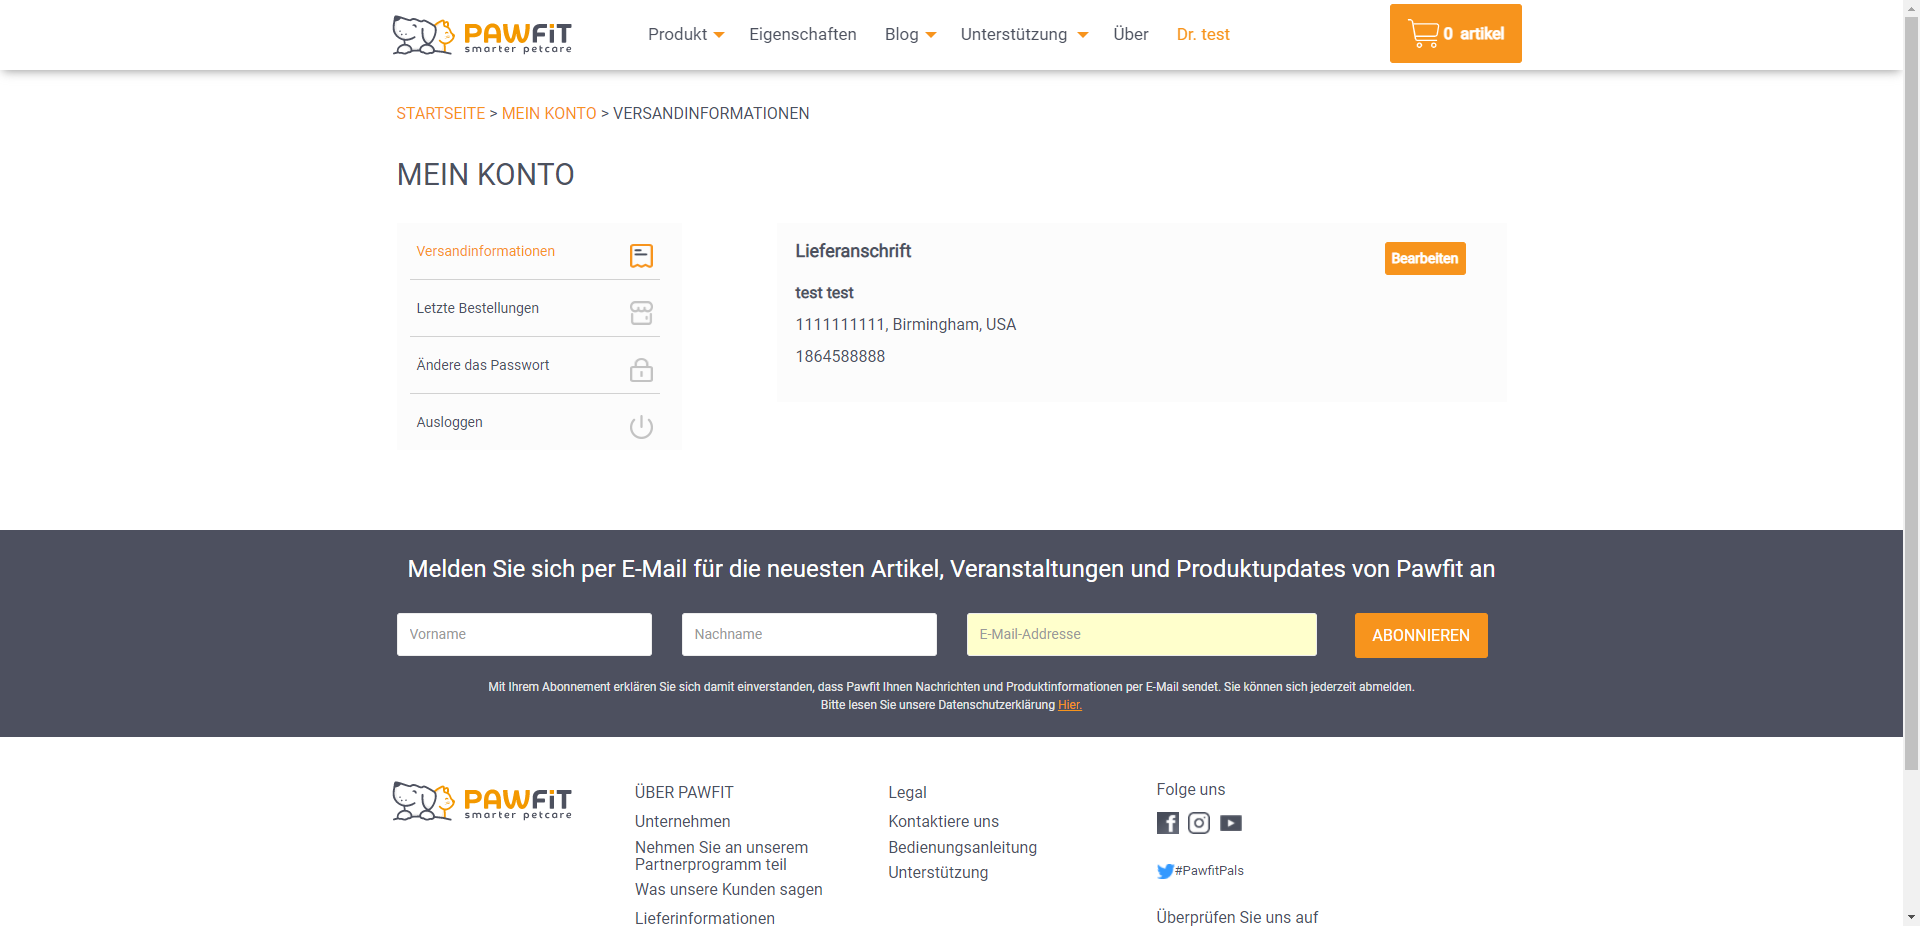 PAWFiT
smarter petcare
Produkt
Eigenschaften
Blog
Unterstützung
Über
Dr. test
0 artikel
STARTSEITE > MEIN KONTO > VERSANDINFORMATIONEN
MEIN KONTO
Versandinformationen
Letzte Bestellungen
Ändere das Passwort
Ausloggen
Lieferanschrift
Bearbeiten
test test
1111111111, Birmingham, USA
1864588888
Melden Sie sich per E-Mail für die neuesten Artikel, Veranstaltungen und Produktupdates von Pawfit an
Vorname
Nachname
E-Mail-Addresse
ABONNIEREN
Mit Ihrem Abonnement erklären Sie sich damit einverstanden, dass Pawfit Ihnen Nachrichten und Produktinformationen per E-Mail sendet. Sie können sich jederzeit abmelden.
Bitte lesen Sie unsere Datenschutzerklärung Hier.
PAWFiT
smarter petcare
ÜBER PAWFIT
Unternehmen
Nehmen Sie an unserem
Partnerprogramm teil
Was unsere Kunden sagen
Lieferinformationen
Legal
Kontaktiere uns
Bedienungsanleitung
Unterstützung
Folge uns
#PawfitPals
Überprüfen Sie uns auf